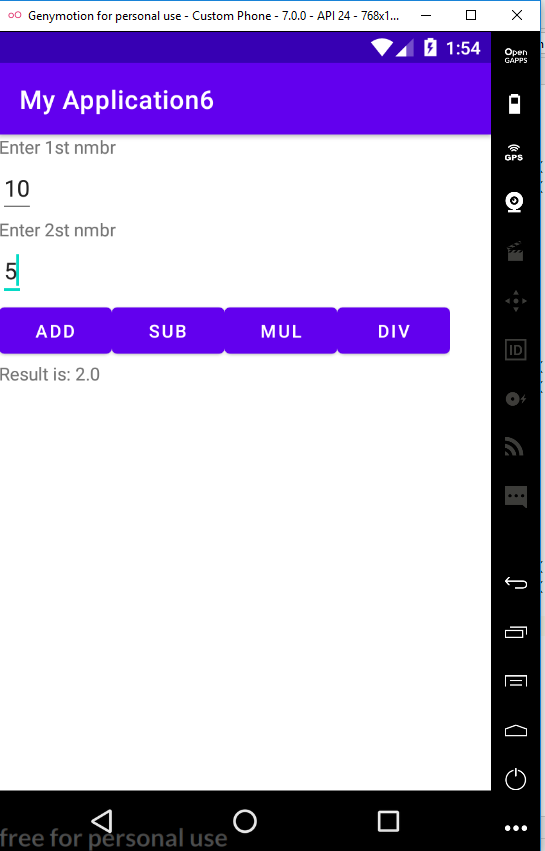 Genymotion for personal use - Custom Phone - 7.0.0 - API 24 - 768x1...
1:54
Open
GAPPS
My Application6
GPS
Enter 1st nmbr
10
Enter 2st nmbr
5
ADD SUB MUL DIV
ID
Result is: 2.0
free for personal use